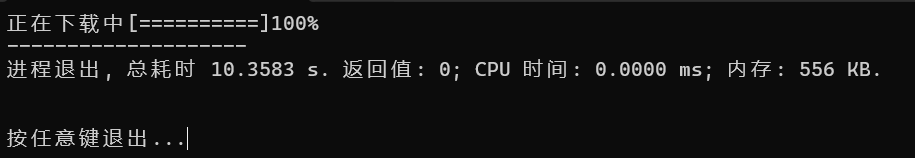 正在下载中[==========]100%
--------------------
进程退出, 总耗时 10.3583 s. 返回值: 0; CPU 时间: 0.0000 ms; 内存: 556 KB.
按任意键退出...